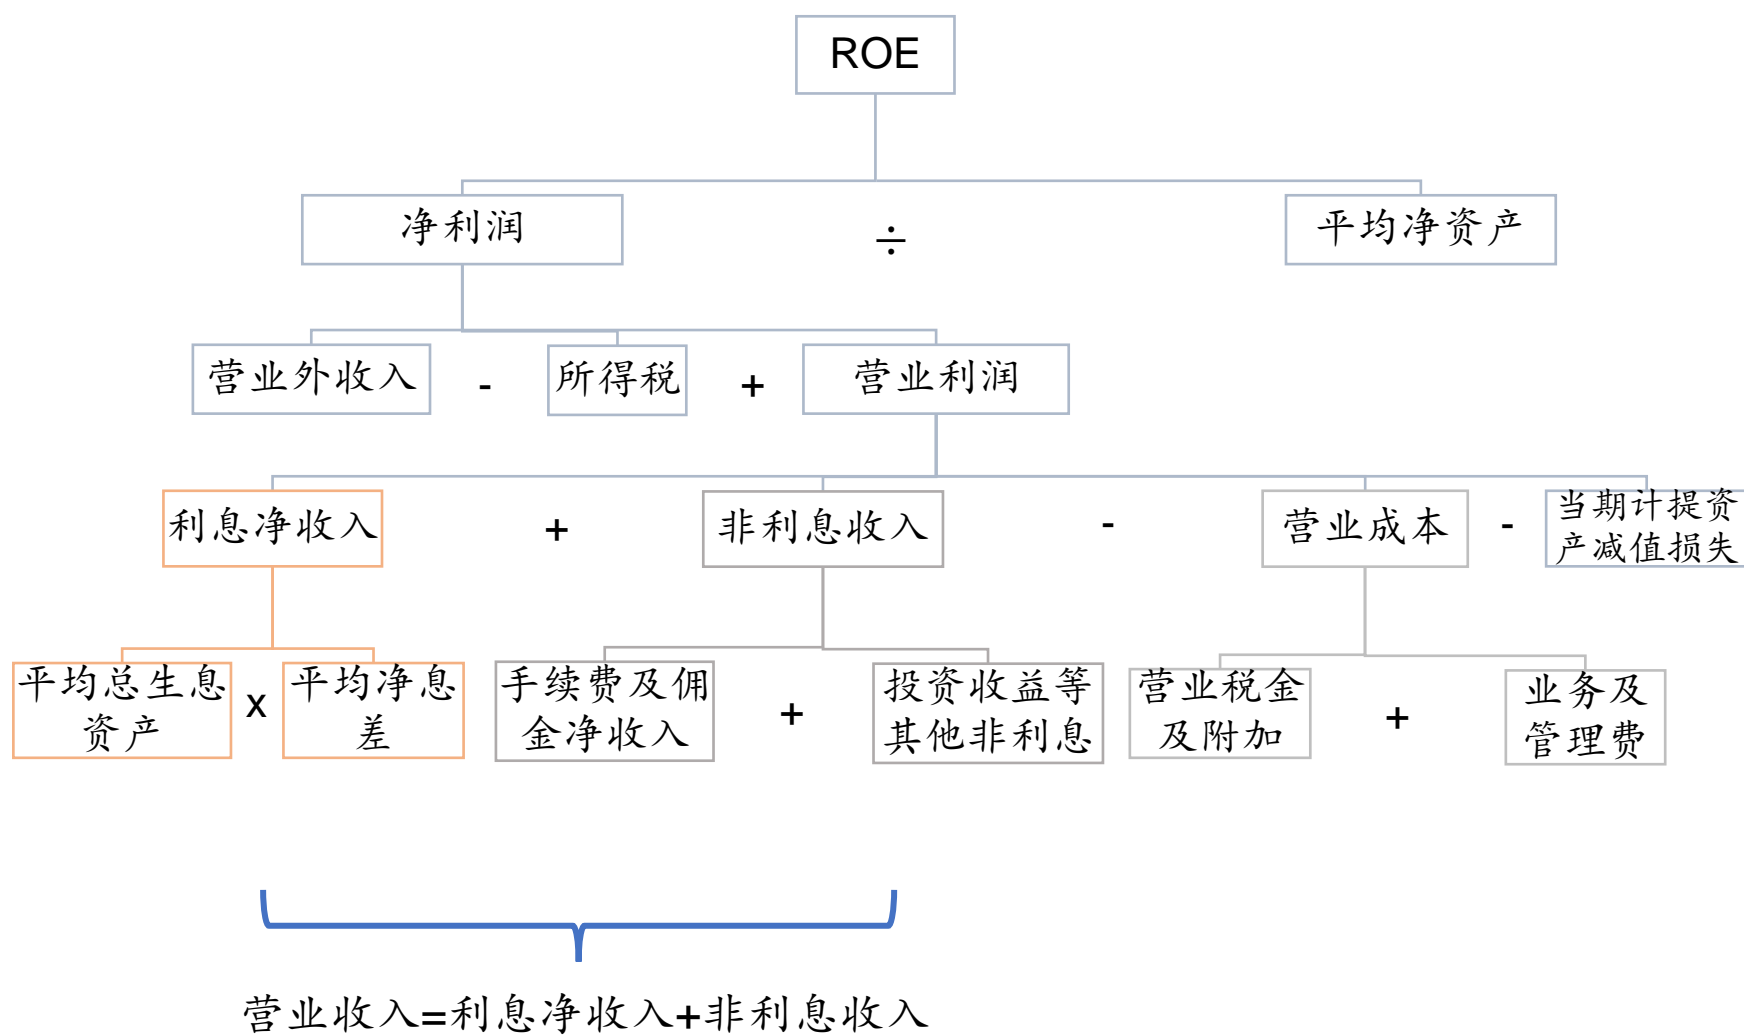 ROE
净利润
÷
平均净资产
营业外收入
-
所得税
+
营业利润
利息净收入
+
非利息收入
-
营业成本
-
当期计提资
产减值损失
平均总生息
资产
x
平均净息
差
手续费及佣
金净收入
+
投资收益等
其他非利息
营业税金
及附加
+
业务及
管理费
营业收入=利息净收入+非利息收入